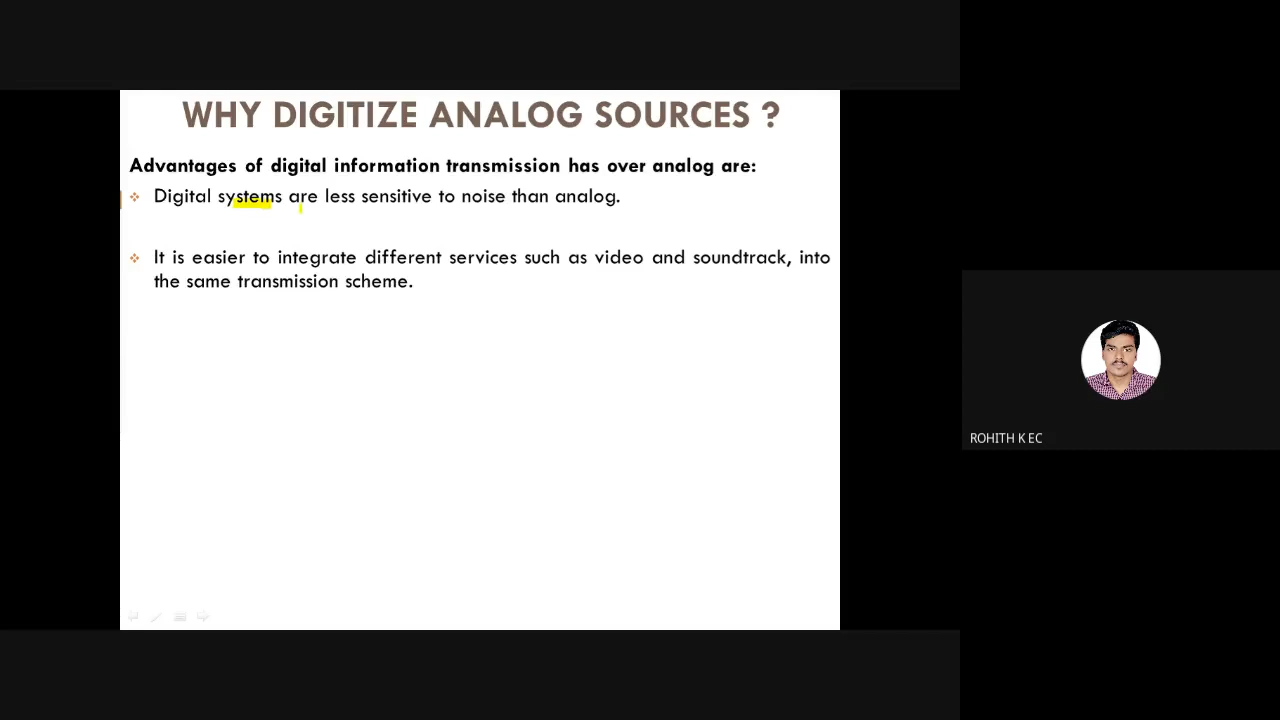 WHY DIGITIZE ANALOG SOURCES ?
Advantages of digital information transmission has over analog are:
Digital systems are less sensitive to noise than analog.
It is easier to integrate different services such as video and soundtrack, into
the same transmission scheme.
ROHITH K EC